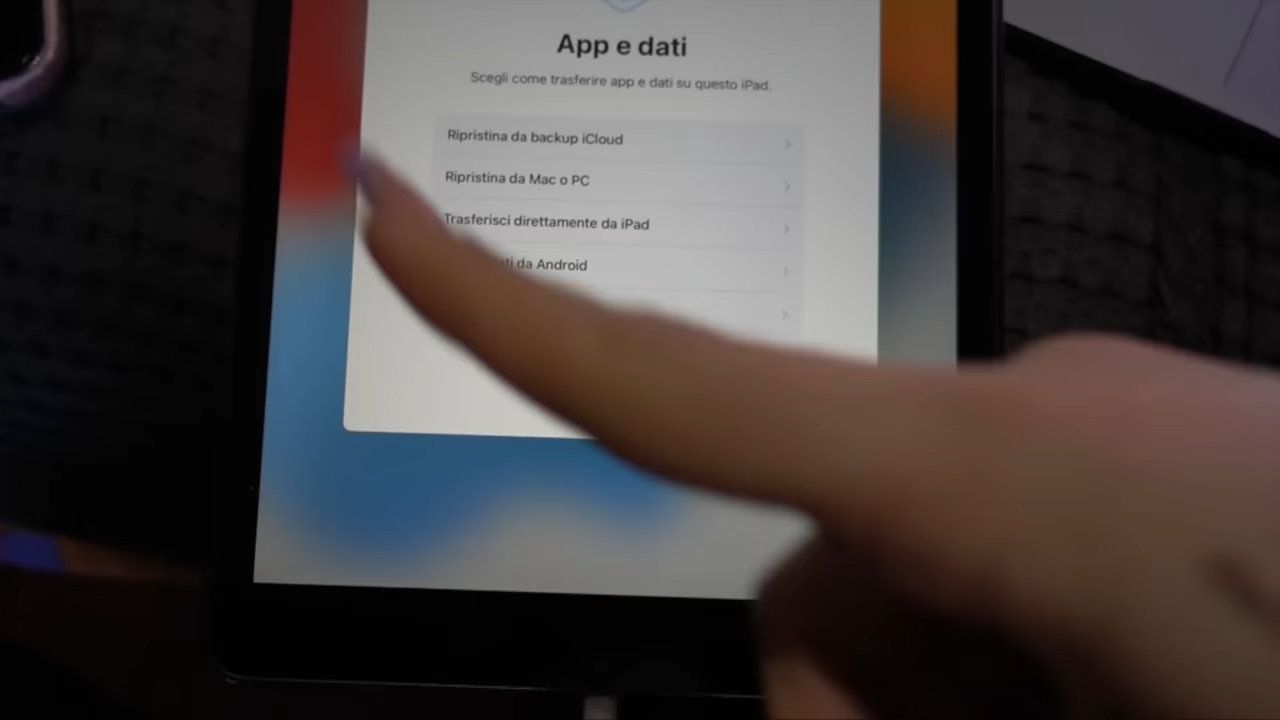 App e dati
Scegli come trasferire app e dati su questo iPad.
Ripristina da backup iCloud
Ripristina da Mac o PC
Trasferisci direttamente da iPad
da Android